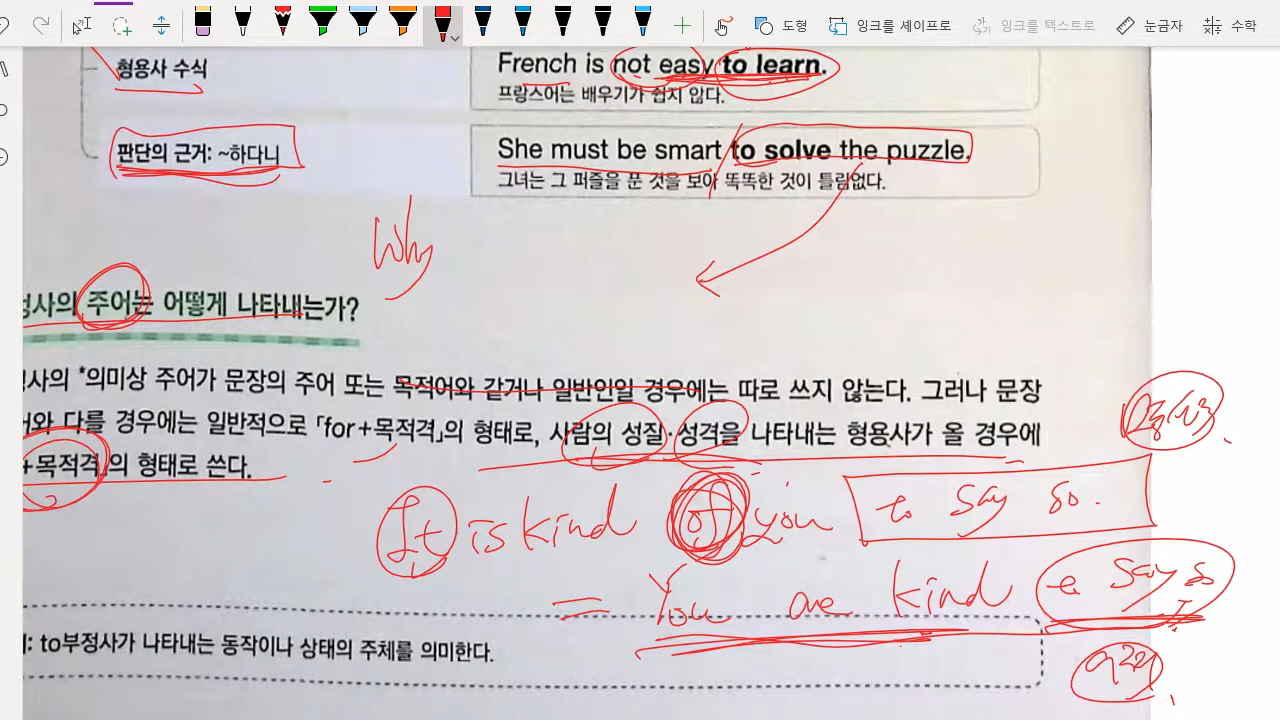 도형
잉크를 셰이프로
잉크를 텍스트로
눈금자
수학
형용사 수식
French is not easy to learn.
프랑스어는 배우기가 쉽지 않다.
판단의 근거: ~하다니
She must be smart to solve the puzzle.
그녀는 그 퍼즐을 푼 것을 보아 똑똑한 것이 틀림없다.
Why
정사의 주어는 어떻게 나타내는가?
사의 *의미상 주어가 문장의 주어 또는 목적어와 같거나 일반인일 경우에는 따로 쓰지 않는다. 그러나 문장
어와 다를 경우에는 일반적으로 「for+목적격」의 형태로, 사람의 성질·성격을 나타내는 형용사가 올 경우에
+목적격」의 형태로 쓴다.
It is kind of you to say so.
= You are kind to say so
: to부정사가 나타내는 동작이나 상태의 주체를 의미한다.